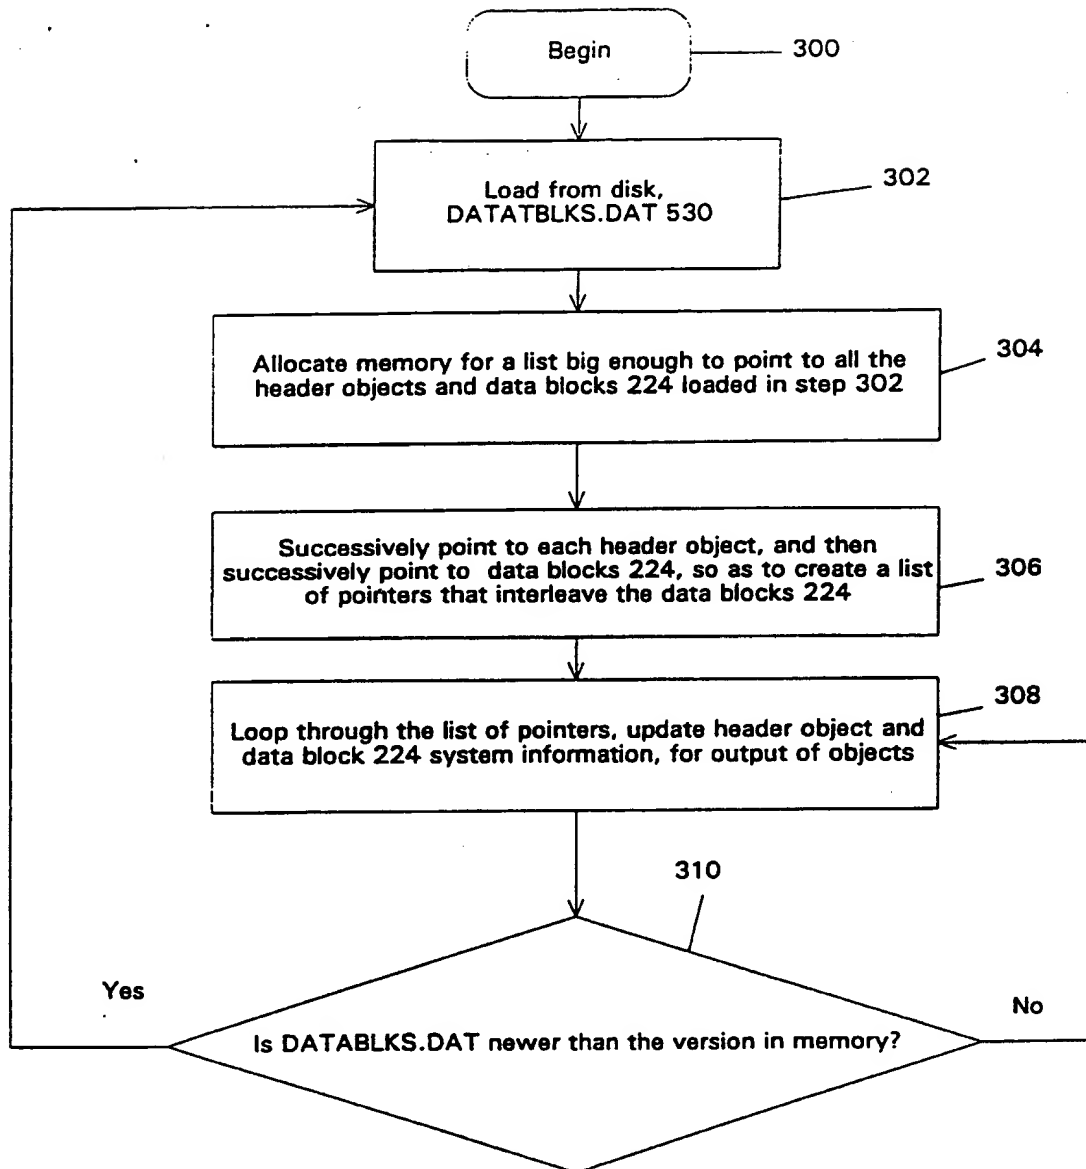 Begin
300
Load from disk,
DATATBLKS.DAT 530
302
Allocate memory for a list big enough to point to all the
header objects and data blocks 224 loaded in step 302
304
Successively point to each header object, and then
successively point to data blocks 224, so as to create a list
of pointers that interleave the data blocks 224
306
Loop through the list of pointers, update header object and
data block 224 system information, for output of objects
308
310
Yes
Is DATABLKS.DAT newer than the version in memory?
No